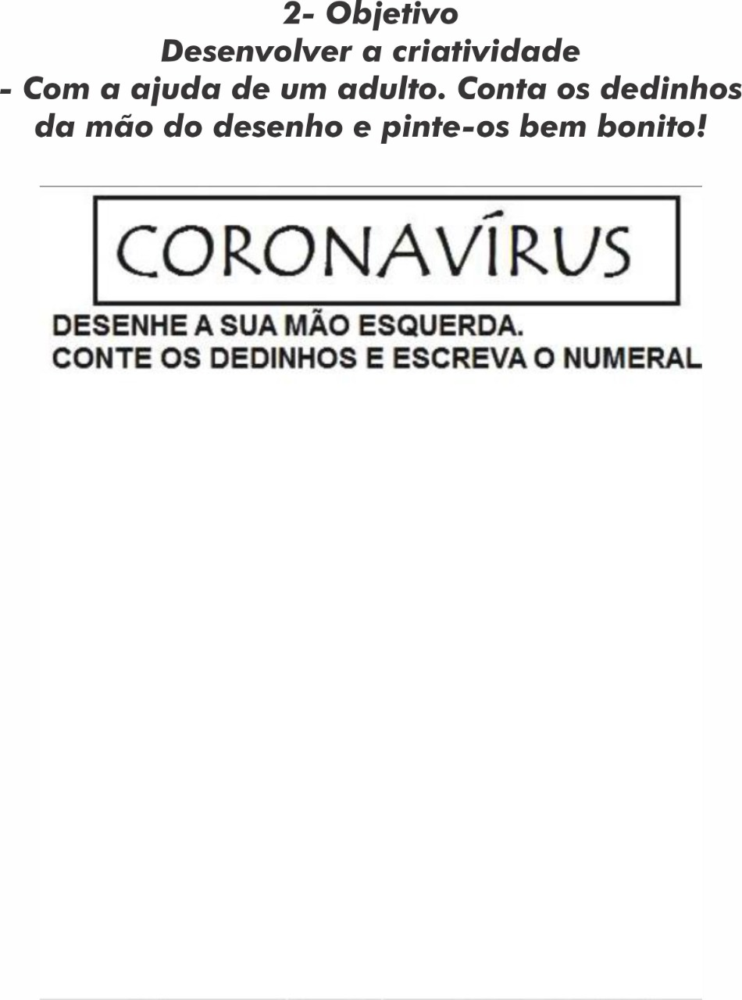 2- Objetivo
Desenvolver a criatividade
- Com a ajuda de um adulto. Conta os dedinhos
da mão do desenho e pinte-os bem bonito!
CORONAVÍRUS
DESENHE A SUA MÃO ESQUERDA.
CONTE OS DEDINHOS E ESCREVA O NUMERAL